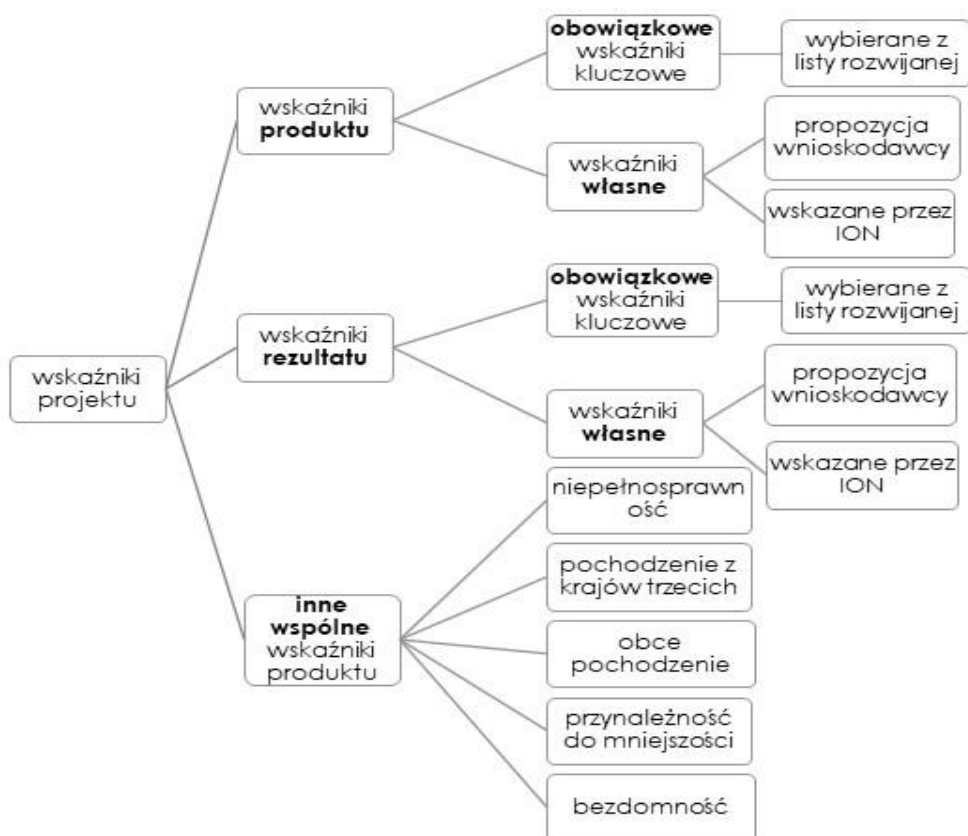 obowiązkowe
wskaźniki
kluczowe
wybierane z
listy rozwijanej
wskaźniki
produktu
propozycja
wnioskodawcy
wskaźniki
własne
wskazane przez
ION
obowiązkowe
wskaźniki
kluczowe
wybierane z
listy rozwijanej
wskaźniki
rezultatu
wskaźniki
projektu
propozycja
wnioskodawcy
wskaźniki
własne
wskazane przez
ION
niepełnosprawn
ość
pochodzenie z
krajów trzecich
inne
wspólne
wskaźniki
produktu
obce
pochodzenie
przynależność
do mniejszości
bezdomność